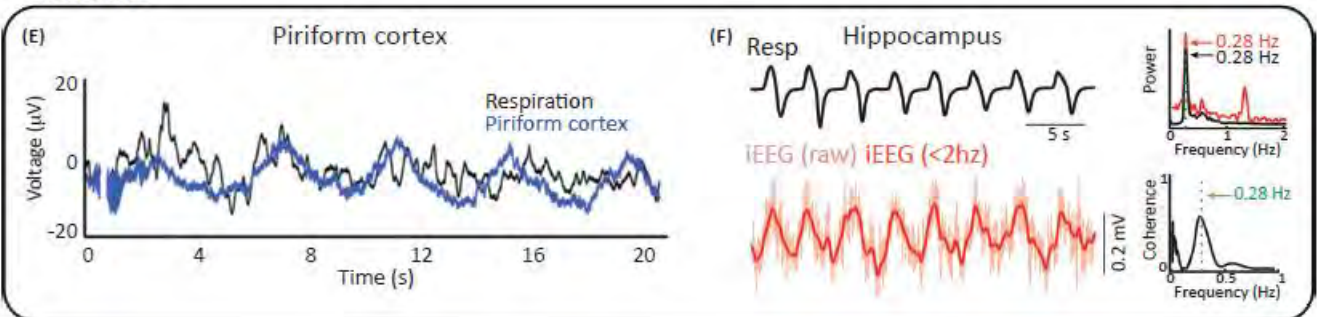 (E)
Piriform cortex
20
0
-20
Voltage (µV)
Respiration
Piriform cortex
0
4
8
12
16
20
Time (s)
(F)
Hippocampus
Resp
5 s
iEEG (raw) iEEG (<2hz)
0.2 mV
Power
0.28 Hz
0.28 Hz
0
1
2
Frequency (Hz)
Coherence
1
0
0.28 Hz
0
0.5
1
Frequency (Hz)